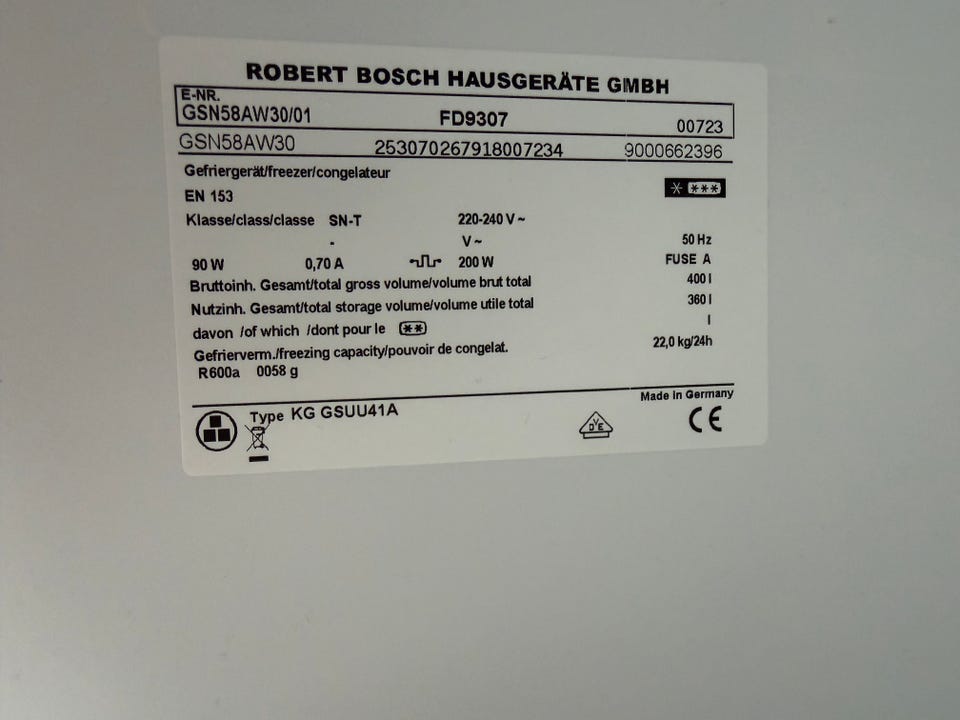 ROBERT BOSCH HAUSGERÄTE GMBH
E-NR.
GSN58AW30/01 FD9307 00723
GSN58AW30 253070267918007234 9000662396
Gefriergerät/freezer/congelateur
EN 153
Klasse/class/classe SN-T 220-240 V ~
- V ~ 50 Hz
90 W 0,70 A 200 W FUSE A
Bruttoinh. Gesamt/total gross volume/volume brut total 400 l
Nutzinh. Gesamt/total storage volume/volume utile total 360 l
davon /of which /dont pour le ** l
Gefrierverm./freezing capacity/pouvoir de congelat. 22,0 kg/24h
R600a 0058 g
Made in Germany
Type KG GSUU41A
VDE CE